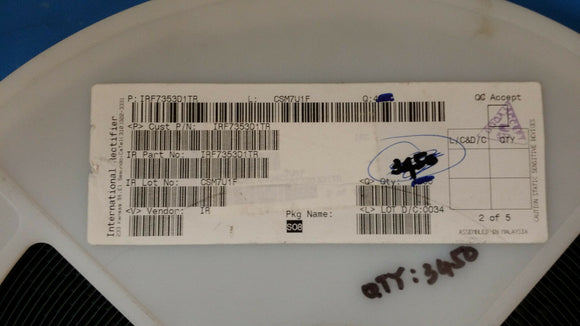 P: IRF7353D1TR L: CSM7U1F Q:4
QC Accept
<P> Cust P/N: IRF7353D1TR
IR Part No: IRF7353D1TR
IR Lot No: CSM7U1F
<Q> Qty:
<V> Vendor: IR
Pkg Name:
SO8
<L> LOT D/C:0034
L/C&D/C QTY
2 of 5
ASSEMBLED IN MALAYSIA
International Rectifier
CAUTION STATIC SENSITIVE DEVICES
3450
QTY: 3450